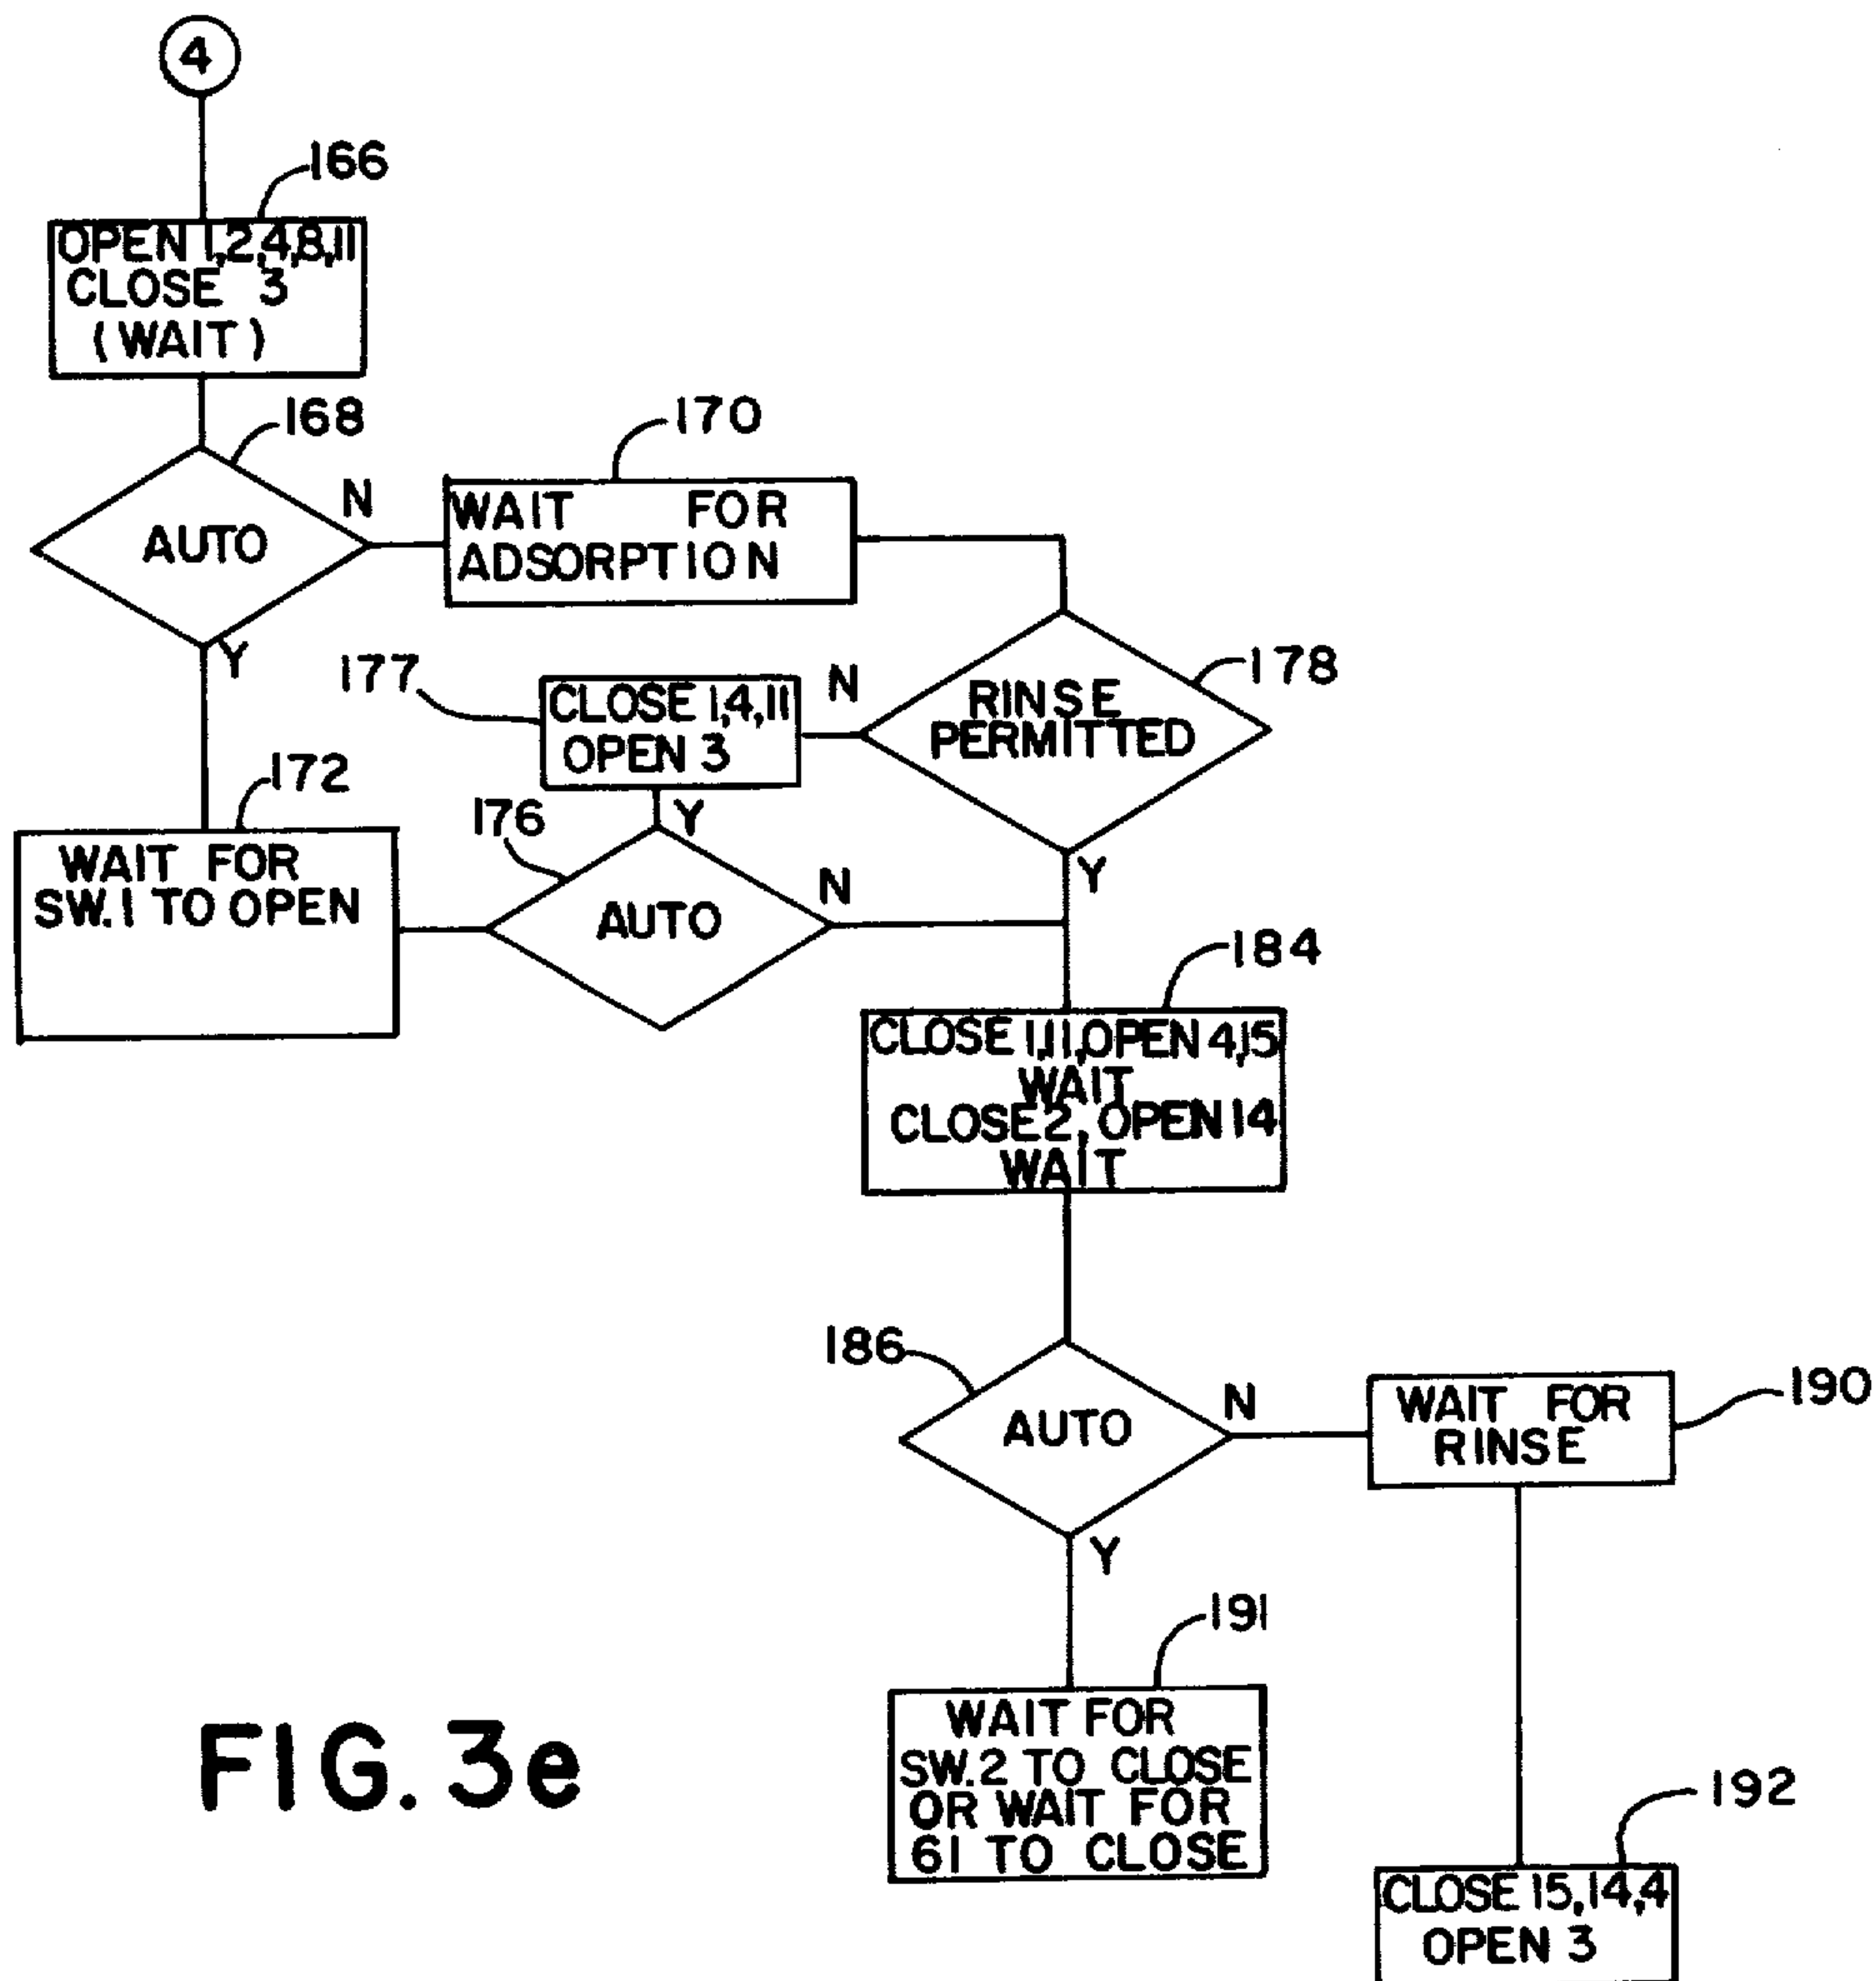 4
166
OPEN 1,2,4,8,11
CLOSE 3
(WAIT)
168
AUTO
N
Y
170
WAIT FOR
ADSORPTION
177
CLOSE 1,4,11
OPEN 3
N
178
RINSE
PERMITTED
Y
172
WAIT FOR
SW.1 TO OPEN
176
Y
AUTO
N
184
CLOSE 1,11,OPEN 4,15
WAIT
CLOSE 2, OPEN 14
WAIT
186
AUTO
N
Y
190
WAIT FOR
RINSE
191
WAIT FOR
SW.2 TO CLOSE
OR WAIT FOR
61 TO CLOSE
192
CLOSE 15,14,4
OPEN 3
FIG. 3e